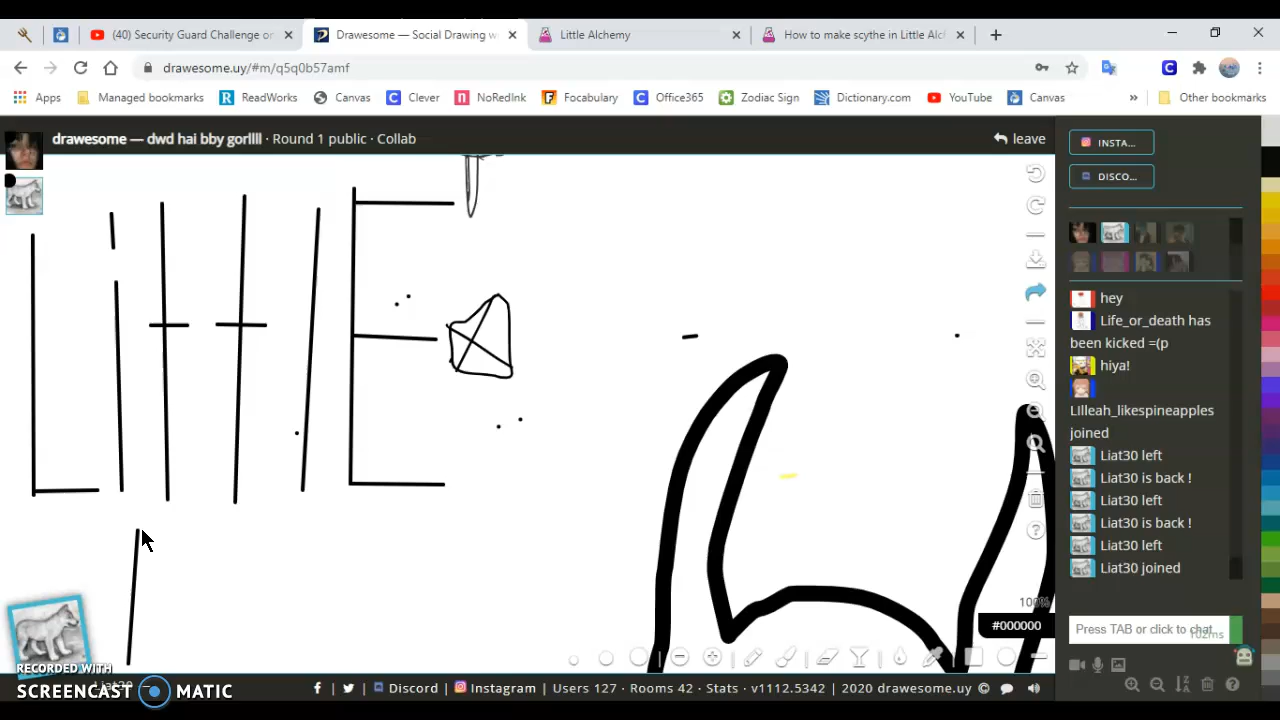 (40) Security Guard Challenge or
Drawesome — Social Drawing w
Little Alchemy
How to make scythe in Little Alc
drawesome.uy/#m/q5q0b57amf
Apps
Managed bookmarks
ReadWorks
Canvas
Clever
NoRedInk
Focabulary
Office365
Zodiac Sign
Dictionary.com
YouTube
Canvas
Other bookmarks
drawesome — dwd hai bby gorllll · Round 1 public · Collab
leave
INSTA...
DISCO...
hey
Life_or_death has
been kicked =(p
hiya!
LIlleah_likespineapples
joined
Liat30 left
Liat30 is back !
Liat30 left
Liat30 is back !
Liat30 left
Liat30 joined
100%
#000000
Press TAB or click to chat
102ms
RECORDED WITH
SCREENCAST MATIC
f | Discord | Instagram | Users 127 · Rooms 42 · Stats · v1112.5342 | 2020 drawesome.uy ©